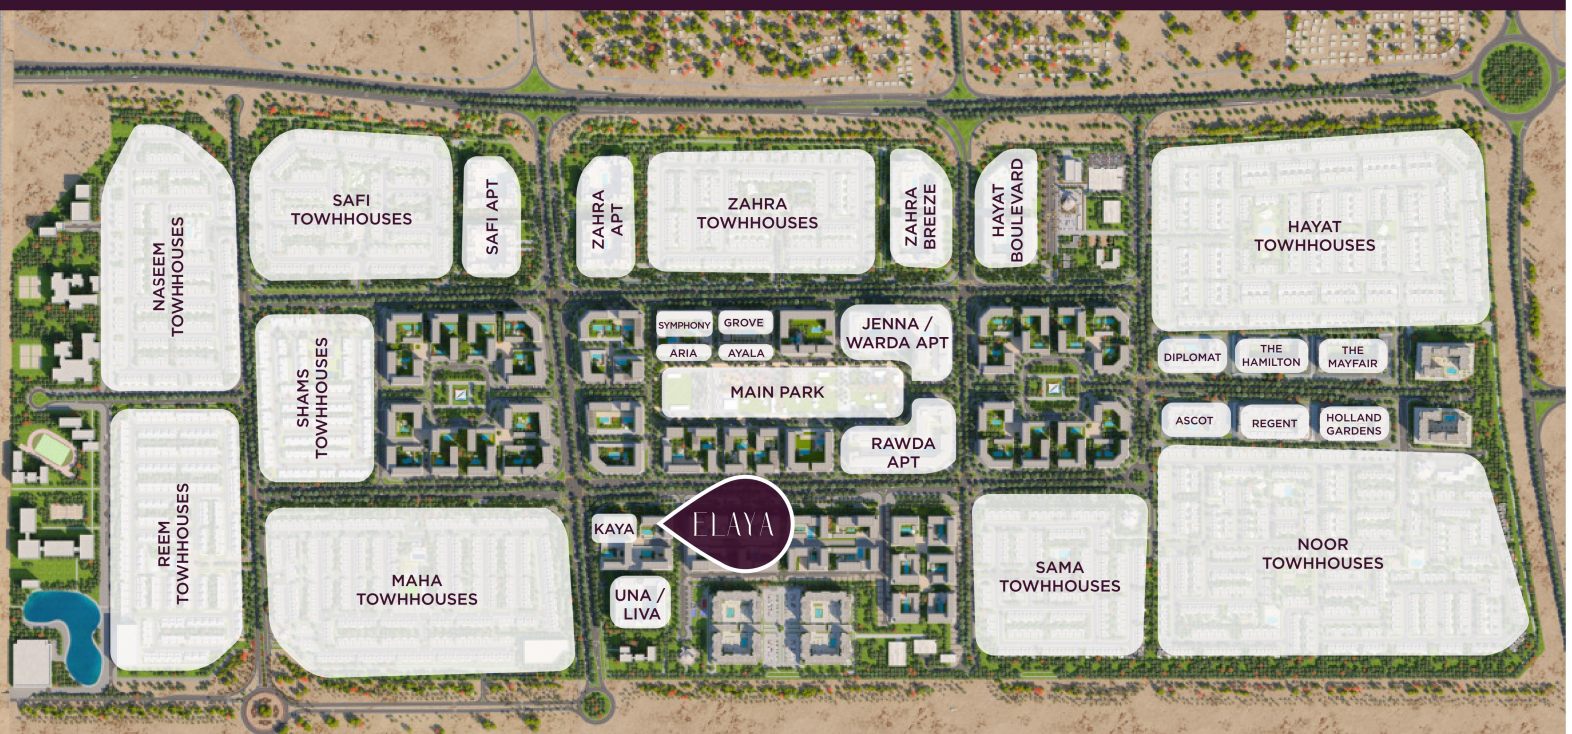 NASEEM
TOWHHOUSES
SAFI
TOWHHOUSES
SAFI APT
ZAHRA
APT
ZAHRA
TOWHHOUSES
ZAHRA
BREEZE
HAYAT
BOULEVARD
HAYAT
TOWHHOUSES
SHAMS
TOWHHOUSES
SYMPHONY
GROVE
ARIA
AYALA
JENNA /
WARDA APT
MAIN PARK
RAWDA
APT
DIPLOMAT
THE
HAMILTON
THE
MAYFAIR
ASCOT
REGENT
HOLLAND
GARDENS
REEM
TOWHHOUSES
MAHA
TOWHHOUSES
KAYA
ELAYA
UNA /
LIVA
SAMA
TOWHHOUSES
NOOR
TOWHHOUSES